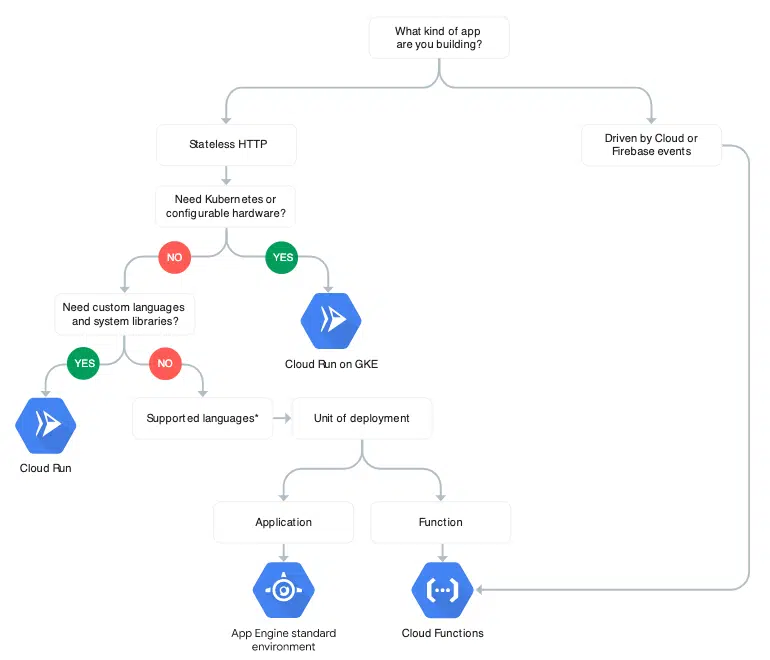 What kind of app
are you building?
Stateless HTTP
Driven by Cloud or
Firebase events
Need Kubernetes or
configurable hardware?
NO
YES
Need custom languages
and system libraries?
Cloud Run on GKE
YES
NO
Supported languages*
Unit of deployment
Cloud Run
Application
Function
App Engine standard
environment
Cloud Functions